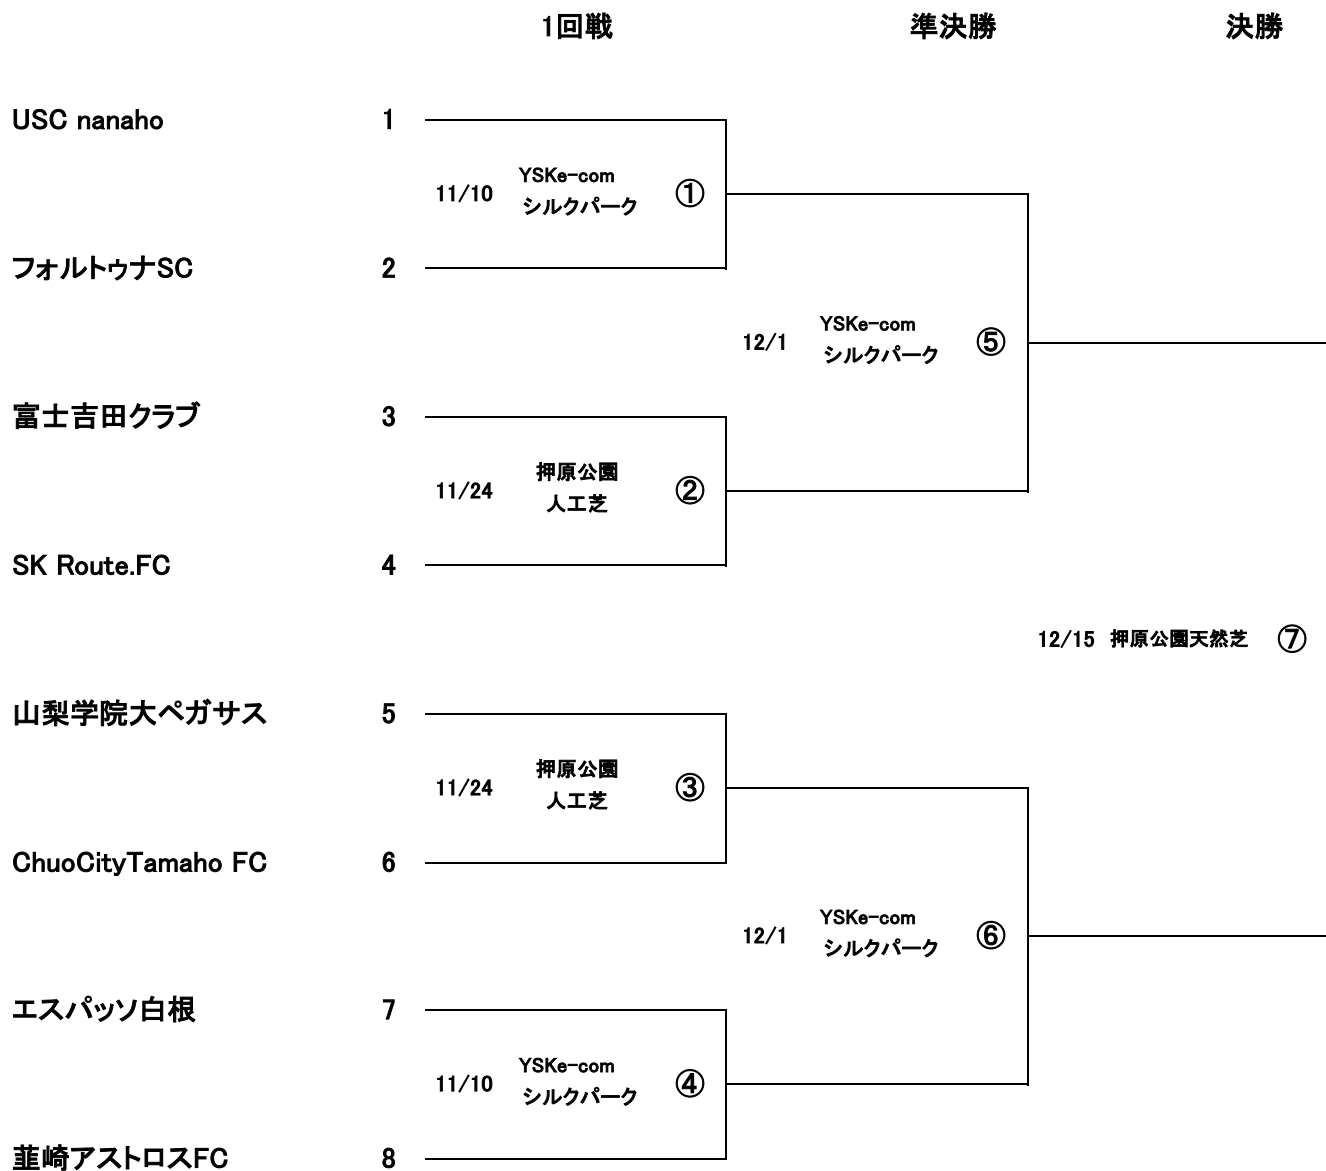 1回戦 準決勝 決勝
USC nanaho 1
11/10 YSKe-com
シルクパーク ①
フォルトゥナSC 2
12/1 YSKe-com
シルクパーク ⑤
富士吉田クラブ 3
11/24 押原公園
人工芝 ②
SK Route.FC 4
12/15 押原公園天然芝 ⑦
山梨学院大ペガサス 5
11/24 押原公園
人工芝 ③
ChuoCityTamaho FC 6
12/1 YSKe-com
シルクパーク ⑥
エスパッソ白根 7
11/10 YSKe-com
シルクパーク ④
韮崎アストロスFC 8